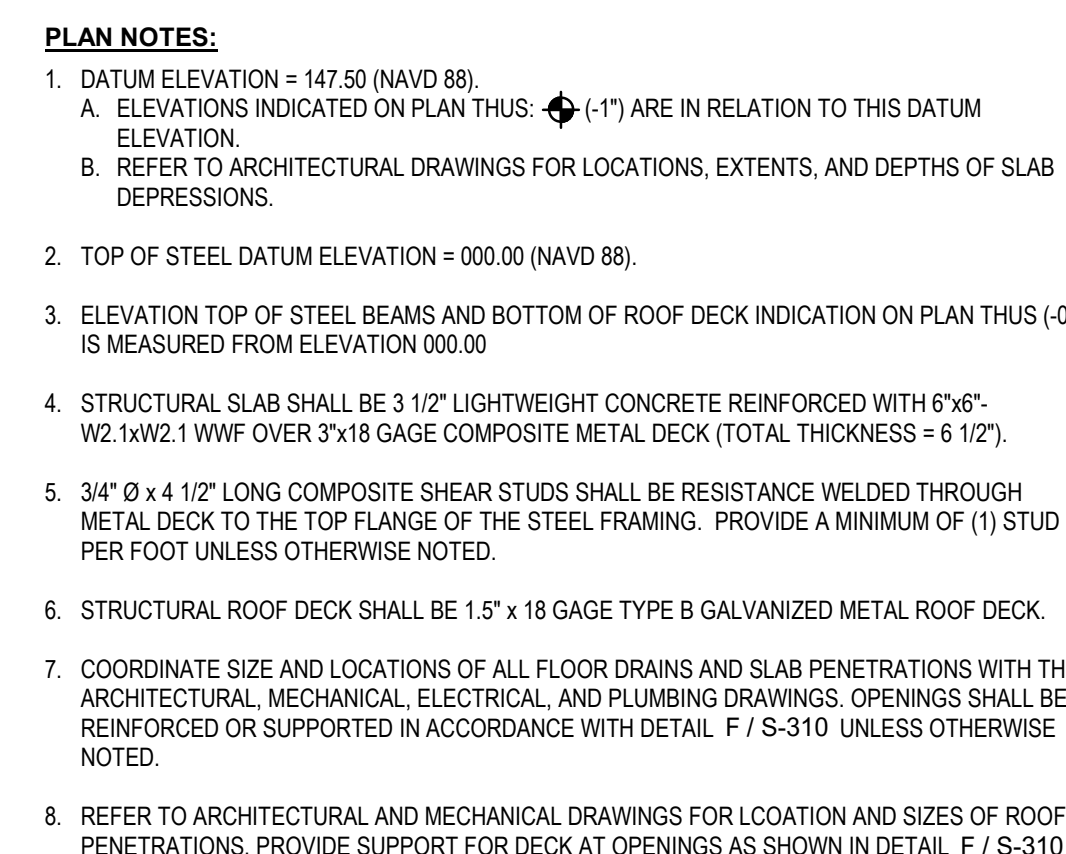 PLAN NOTES:
1. DATUM ELEVATION = 147.50 (NAVD 88).
A. ELEVATIONS INDICATED ON PLAN THUS: (-1") ARE IN RELATION TO THIS DATUM
ELEVATION.
B. REFER TO ARCHITECTURAL DRAWINGS FOR LOCATIONS, EXTENTS, AND DEPTHS OF SLAB
DEPRESSIONS.
2. TOP OF STEEL DATUM ELEVATION = 000.00 (NAVD 88).
3. ELEVATION TOP OF STEEL BEAMS AND BOTTOM OF ROOF DECK INDICATION ON PLAN THUS (-0
IS MEASURED FROM ELEVATION 000.00
4. STRUCTURAL SLAB SHALL BE 3 1/2" LIGHTWEIGHT CONCRETE REINFORCED WITH 6"x6"-
W2.1xW2.1 WWF OVER 3"x18 GAGE COMPOSITE METAL DECK (TOTAL THICKNESS = 6 1/2").
5. 3/4" Ø x 4 1/2" LONG COMPOSITE SHEAR STUDS SHALL BE RESISTANCE WELDED THROUGH
METAL DECK TO THE TOP FLANGE OF THE STEEL FRAMING. PROVIDE A MINIMUM OF (1) STUD
PER FOOT UNLESS OTHERWISE NOTED.
6. STRUCTURAL ROOF DECK SHALL BE 1.5" x 18 GAGE TYPE B GALVANIZED METAL ROOF DECK.
7. COORDINATE SIZE AND LOCATIONS OF ALL FLOOR DRAINS AND SLAB PENETRATIONS WITH TH
ARCHITECTURAL, MECHANICAL, ELECTRICAL, AND PLUMBING DRAWINGS. OPENINGS SHALL BE
REINFORCED OR SUPPORTED IN ACCORDANCE WITH DETAIL F / S-310 UNLESS OTHERWISE
NOTED.
8. REFER TO ARCHITECTURAL AND MECHANICAL DRAWINGS FOR LCOATION AND SIZES OF ROOF
PENETRATIONS. PROVIDE SUPPORT FOR DECK AT OPENINGS AS SHOWN IN DETAIL F / S-310